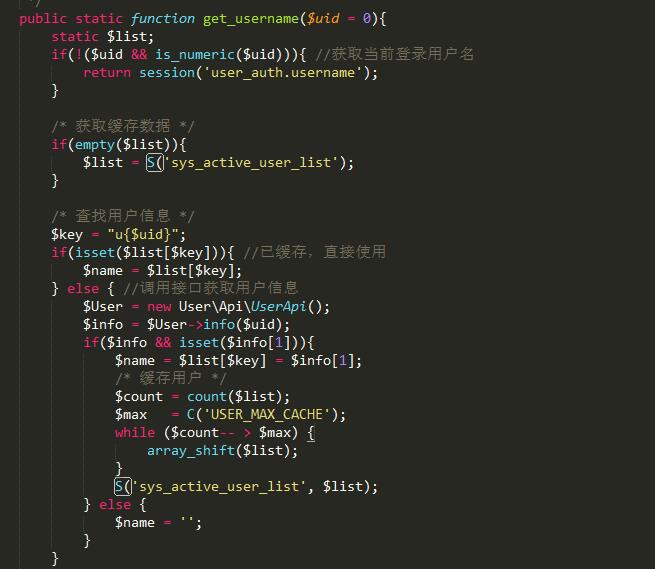 */
public static function get_username($uid = 0){
    static $list;
    if(!($uid && is_numeric($uid))){ //获取当前登录用户名
        return session('user_auth.username');
    }

    /* 获取缓存数据 */
    if(empty($list)){
        $list = S('sys_active_user_list');
    }

    /* 查找用户信息 */
    $key = "u{$uid}";
    if(isset($list[$key])){ //已缓存，直接使用
        $name = $list[$key];
    } else { //调用接口获取用户信息
        $User = new User\Api\UserApi();
        $info = $User->info($uid);
        if($info && isset($info[1])){
            $name = $list[$key] = $info[1];
            /* 缓存用户 */
            $count = count($list);
            $max   = C('USER_MAX_CACHE');
            while ($count-- > $max) {
                array_shift($list);
            }
            S('sys_active_user_list', $list);
        } else {
            $name = '';
        }
    }